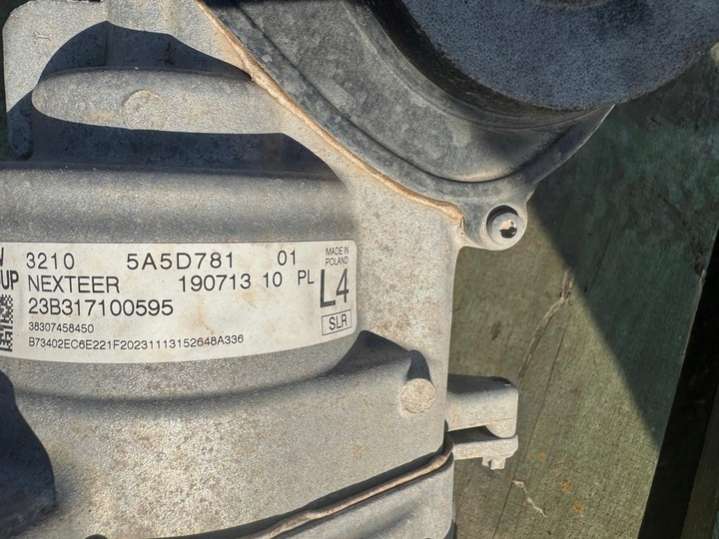 3210 5A5D781 01
MADE IN
POLAND
UP NEXTEER 190713 10 PL
L4
23B317100595
SLR
38307458450
B73402EC6E221F20231113152648A336